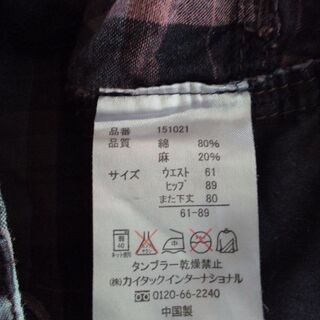 品番 151021
品質 綿 80%
麻 20%
サイズ ウエスト 61
ヒップ 89
また下丈 80
61-89
弱
40
ネット使用
タンブラー乾燥禁止
㈱カイタックインターナショナル
0120-66-2240
中国製